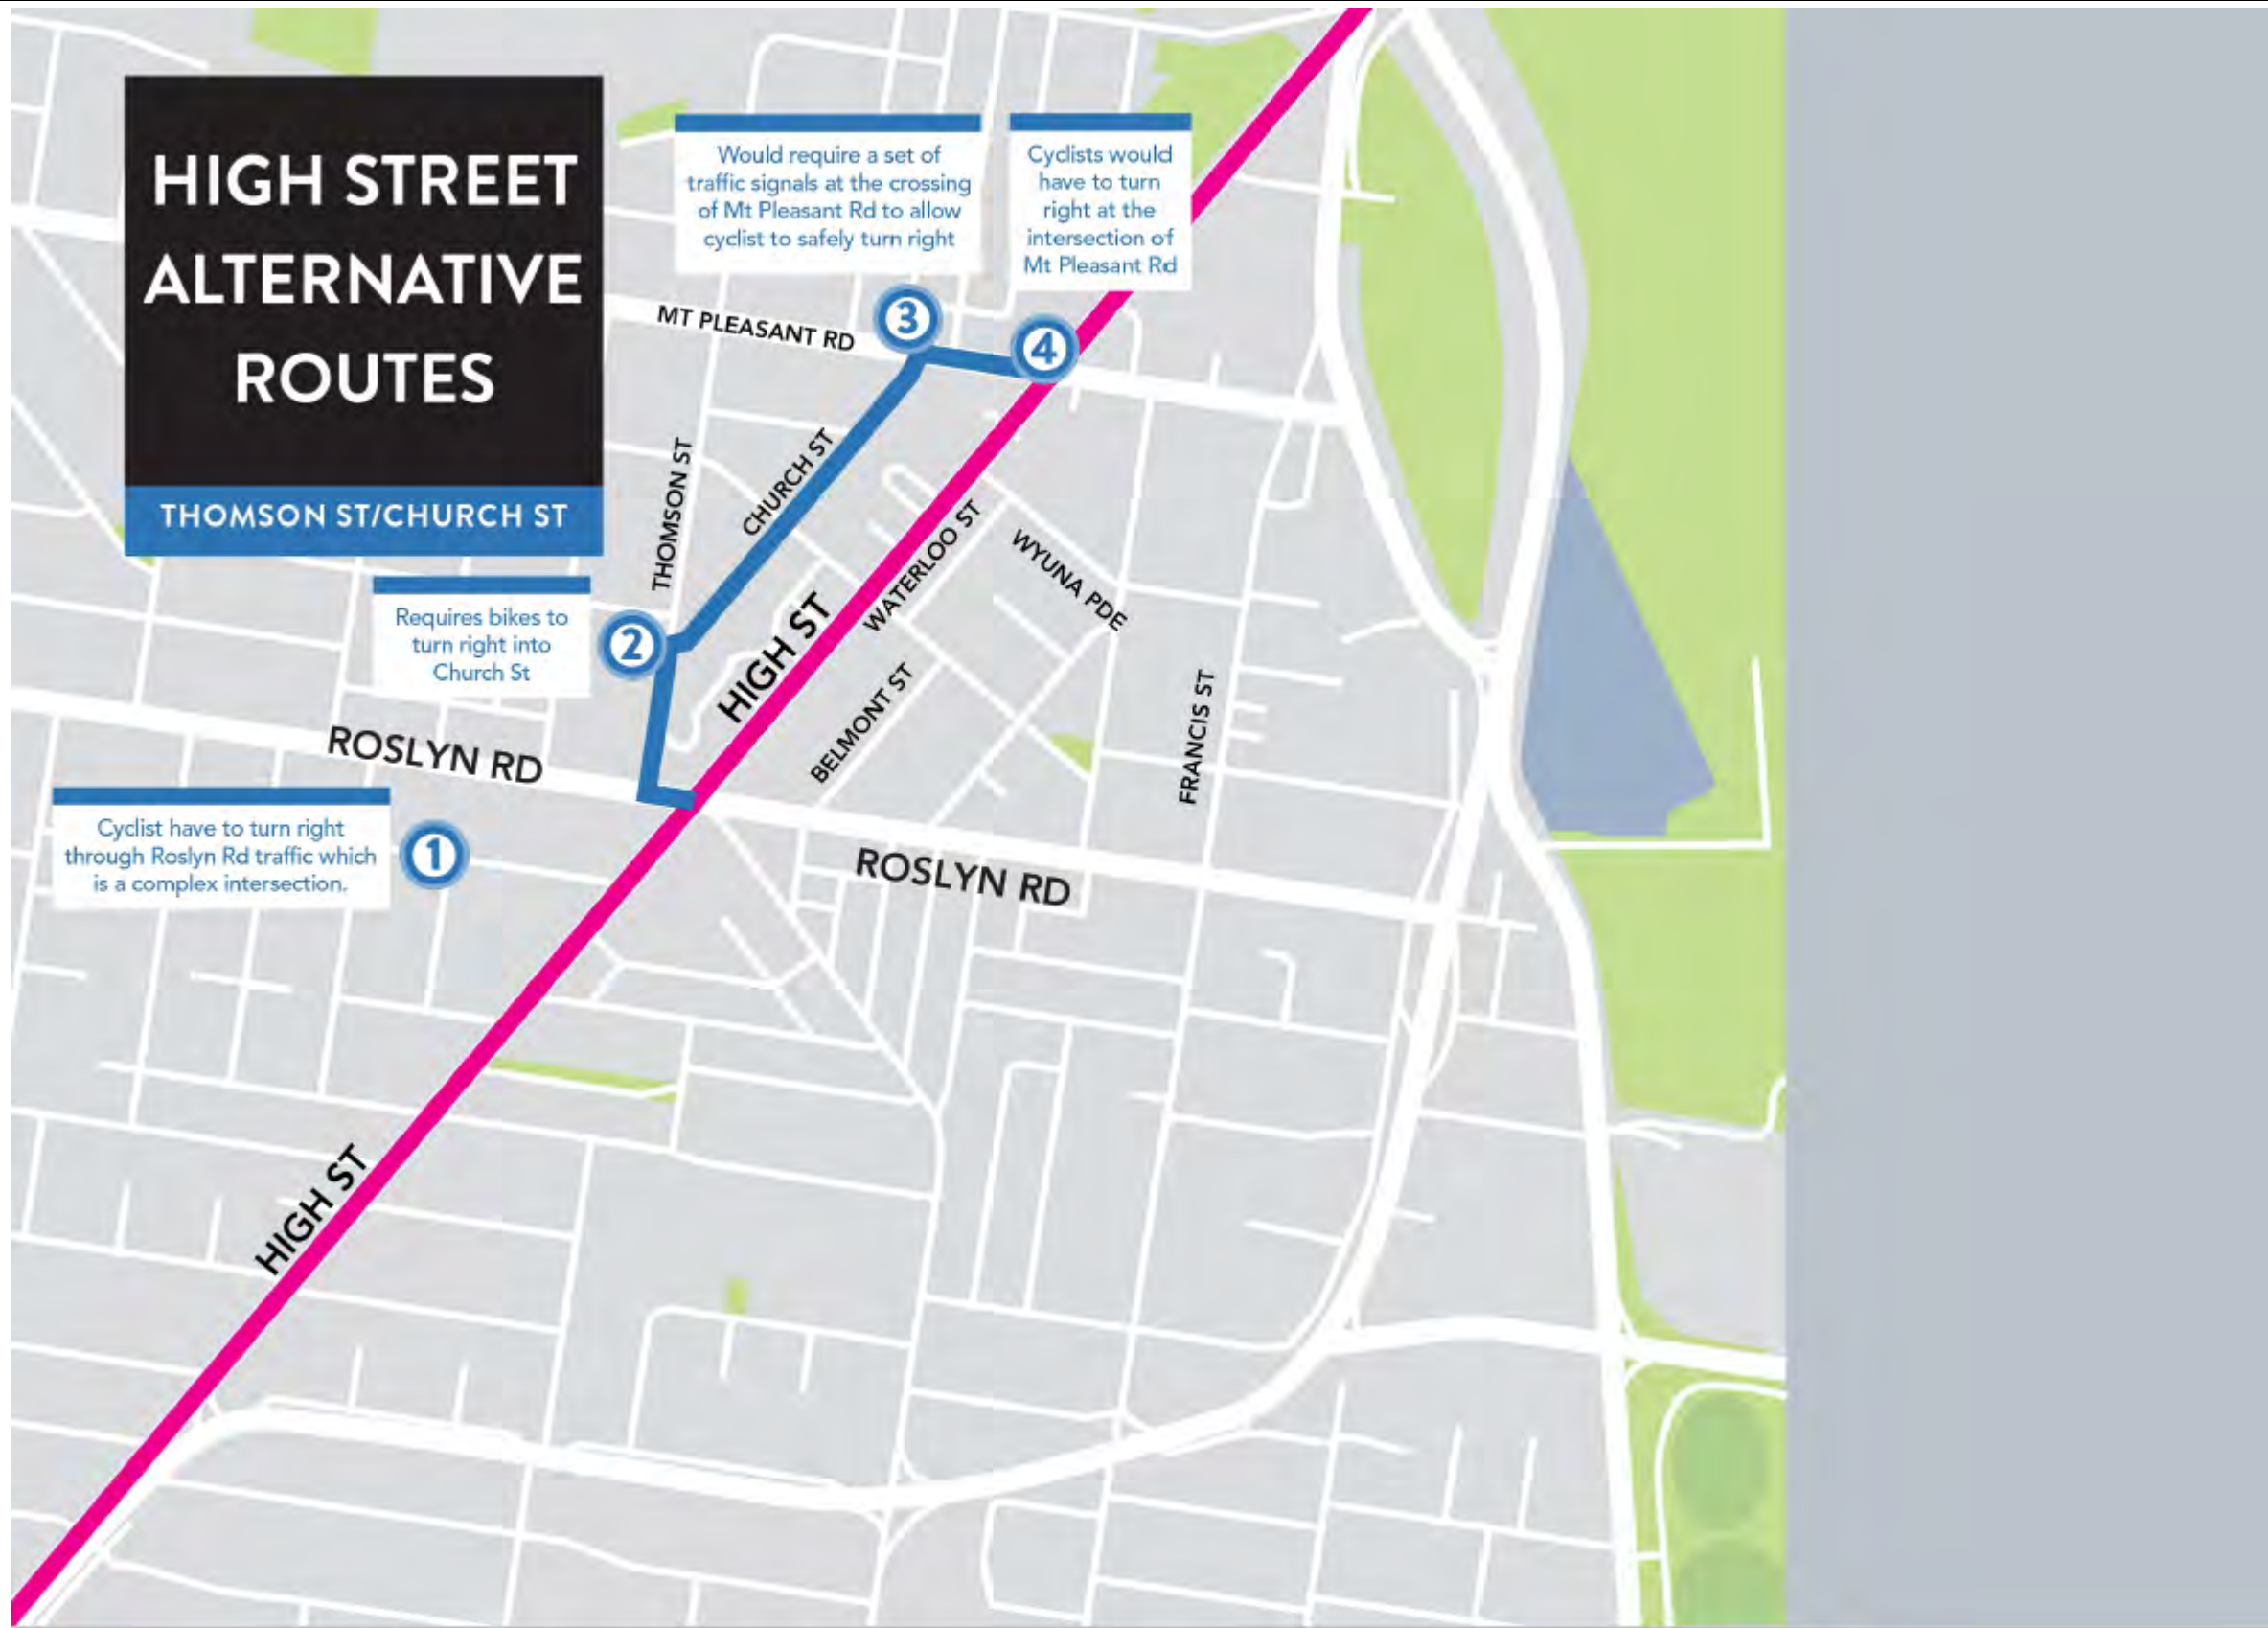 HIGH STREET
ALTERNATIVE
ROUTES
THOMSON ST/CHURCH ST
Would require a set of
traffic signals at the crossing
of Mt Pleasant Rd to allow
cyclist to safely turn right
Cyclists would
have to turn
right at the
intersection of
Mt Pleasant Rd
3
4
MT PLEASANT RD
THOMSON ST
CHURCH ST
WATERLOO ST
WYUNA PDE
Requires bikes to
turn right into
Church St
2
HIGH ST
BELMONT ST
FRANCIS ST
ROSLYN RD
Cyclist have to turn right
through Roslyn Rd traffic which
is a complex intersection.
1
ROSLYN RD
HIGH ST